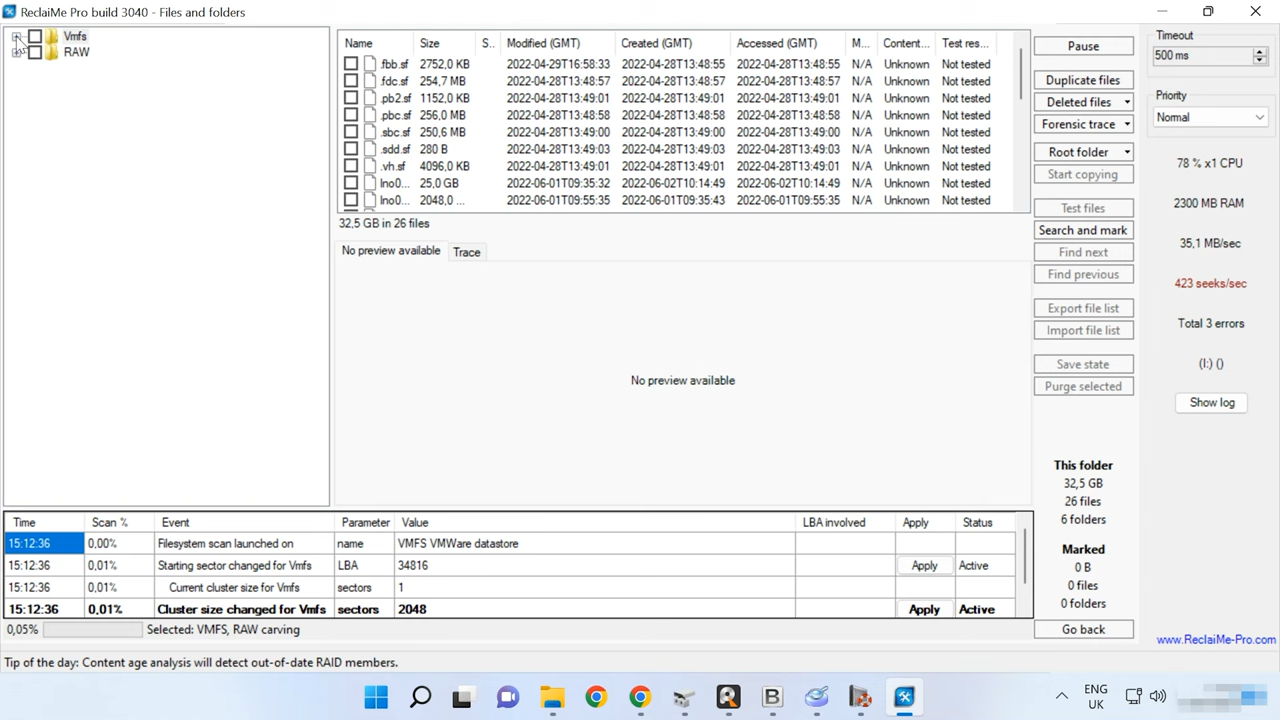 ReclaiMe Pro build 3040 - Files and folders
Vmfs
RAW
Name Size S.. Modified (GMT) Created (GMT) Accessed (GMT) M... Content... Test res...
.fbb.sf 2752,0 KB 2022-04-29T16:58:33 2022-04-28T13:48:55 2022-04-28T13:48:55 N/A Unknown Not tested
.fdc.sf 254,7 MB 2022-04-28T13:48:57 2022-04-28T13:48:57 2022-04-28T13:48:57 N/A Unknown Not tested
.pb2.sf 1152,0 KB 2022-04-28T13:49:01 2022-04-28T13:49:01 2022-04-28T13:49:01 N/A Unknown Not tested
.pbc.sf 256,0 MB 2022-04-28T13:48:58 2022-04-28T13:48:58 2022-04-28T13:48:58 N/A Unknown Not tested
.sbc.sf 250,6 MB 2022-04-28T13:49:00 2022-04-28T13:49:00 2022-04-28T13:49:00 N/A Unknown Not tested
.sdd.sf 280 B 2022-04-28T13:49:03 2022-04-28T13:49:03 2022-04-28T13:49:03 N/A Unknown Not tested
.vh.sf 4096,0 KB 2022-04-28T13:49:01 2022-04-28T13:49:01 2022-04-28T13:49:01 N/A Unknown Not tested
Ino0... 25,0 GB 2022-06-01T09:35:32 2022-06-02T10:14:49 2022-06-02T10:14:49 N/A Unknown Not tested
Ino0... 2048,0 ... 2022-06-01T09:55:35 2022-06-01T09:35:43 2022-06-01T09:55:35 N/A Unknown Not tested
32,5 GB in 26 files
No preview available Trace
No preview available
Pause
Duplicate files
Deleted files
Forensic trace
Root folder
Start copying
Test files
Search and mark
Find next
Find previous
Export file list
Import file list
Save state
Purge selected
This folder
32,5 GB
26 files
6 folders
Marked
0 B
0 files
0 folders
Go back
Timeout
500 ms
Priority
Normal
78 % x1 CPU
2300 MB RAM
35,1 MB/sec
423 seeks/sec
Total 3 errors
(I:) ()
Show log
www.ReclaiMe-Pro.com
Time Scan % Event Parameter Value LBA involved Apply Status
15:12:36 0,00% Filesystem scan launched on name VMFS VMWare datastore
15:12:36 0,01% Starting sector changed for Vmfs LBA 34816 Apply Active
15:12:36 0,01% Current cluster size for Vmfs sectors 1
15:12:36 0,01% Cluster size changed for Vmfs sectors 2048 Apply Active
0,05% Selected: VMFS, RAW carving
Tip of the day: Content age analysis will detect out-of-date RAID members.
B
ENG
UK